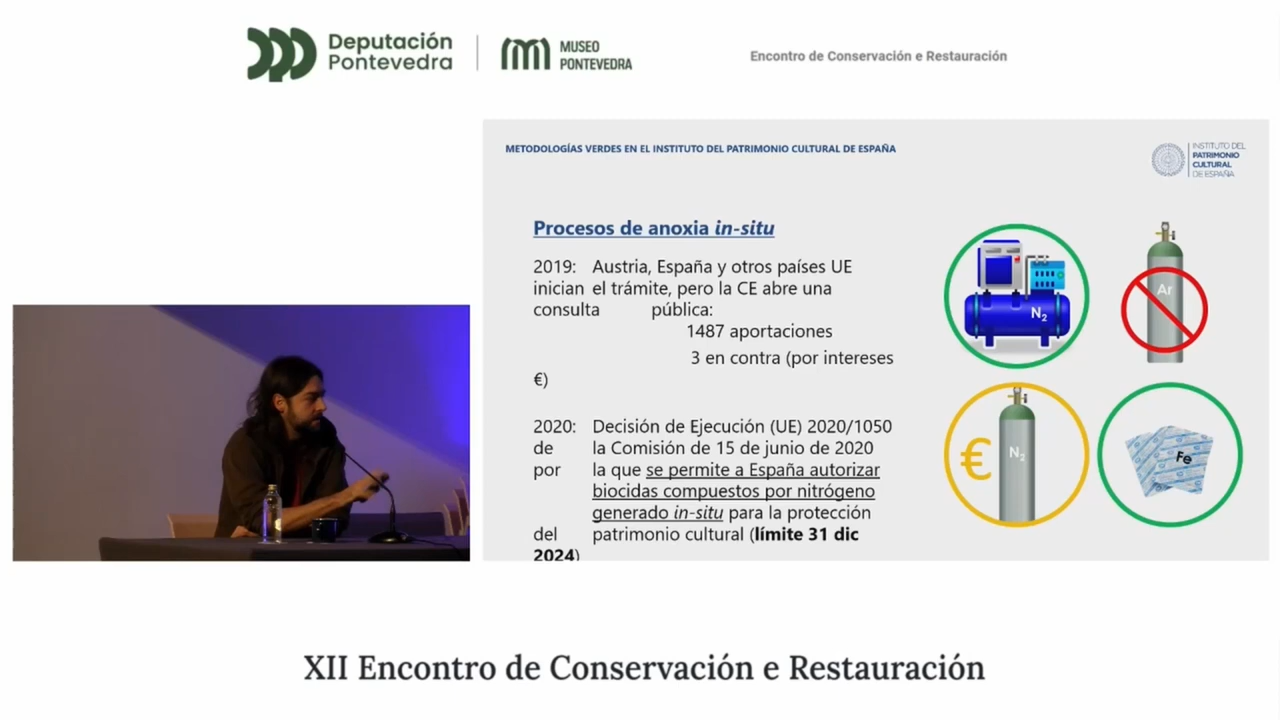 Deputación
Pontevedra
MUSEO
PONTEVEDRA
Encontro de Conservación e Restauración
METODOLOGÍAS VERDES EN EL INSTITUTO DEL PATRIMONIO CULTURAL DE ESPAÑA
INSTITUTO DEL
PATRIMONIO
CULTURAL
DE ESPAÑA
Procesos de anoxia in-situ
2019: Austria, España y otros países UE
inician el trámite, pero la CE abre una
consulta pública:
1487 aportaciones
3 en contra (por intereses
€)
2020: Decisión de Ejecución (UE) 2020/1050
de la Comisión de 15 de junio de 2020
por la que se permite a España autorizar
biocidas compuestos por nitrógeno
generado in-situ para la protección
del patrimonio cultural (límite 31 dic
2024)
N2
Ar
€
N2
Fe
XII Encontro de Conservación e Restauración